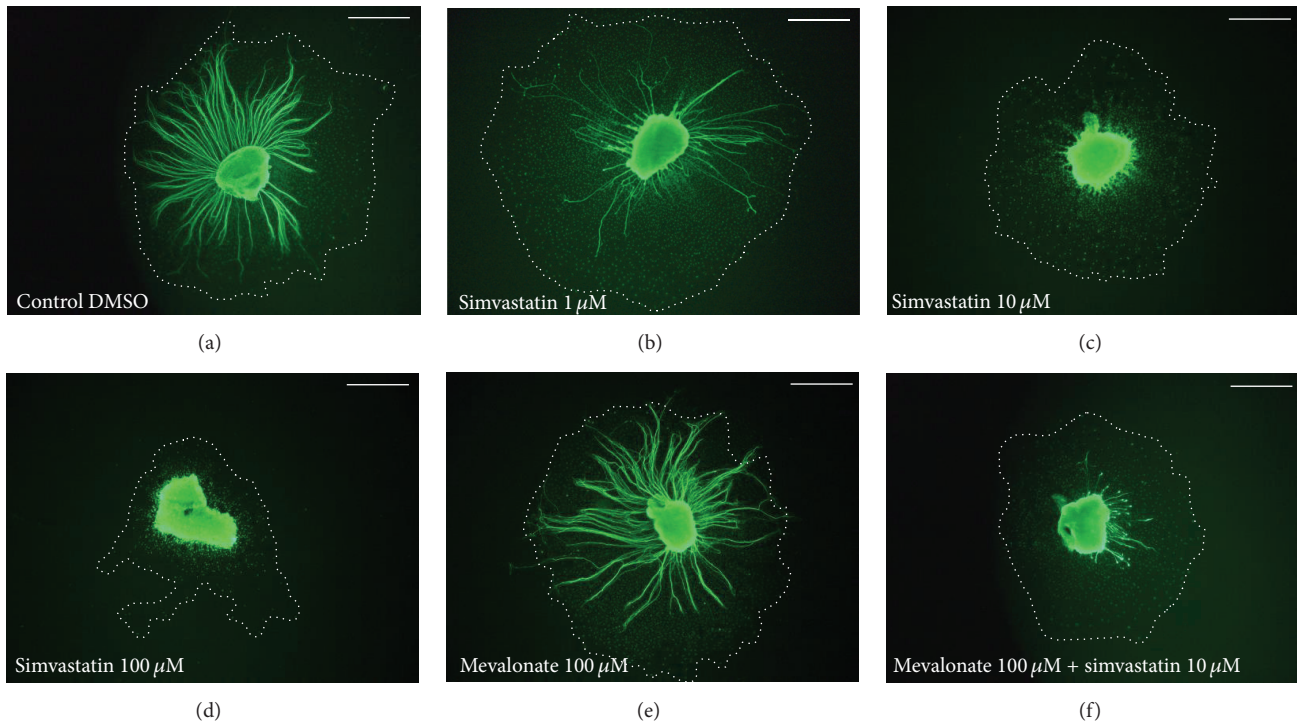 Control DMSO
Simvastatin 1 μM
Simvastatin 10 μM
(a)
(b)
(c)
Simvastatin 100 μM
Mevalonate 100 μM
Mevalonate 100 μM + simvastatin 10 μM
(d)
(e)
(f)